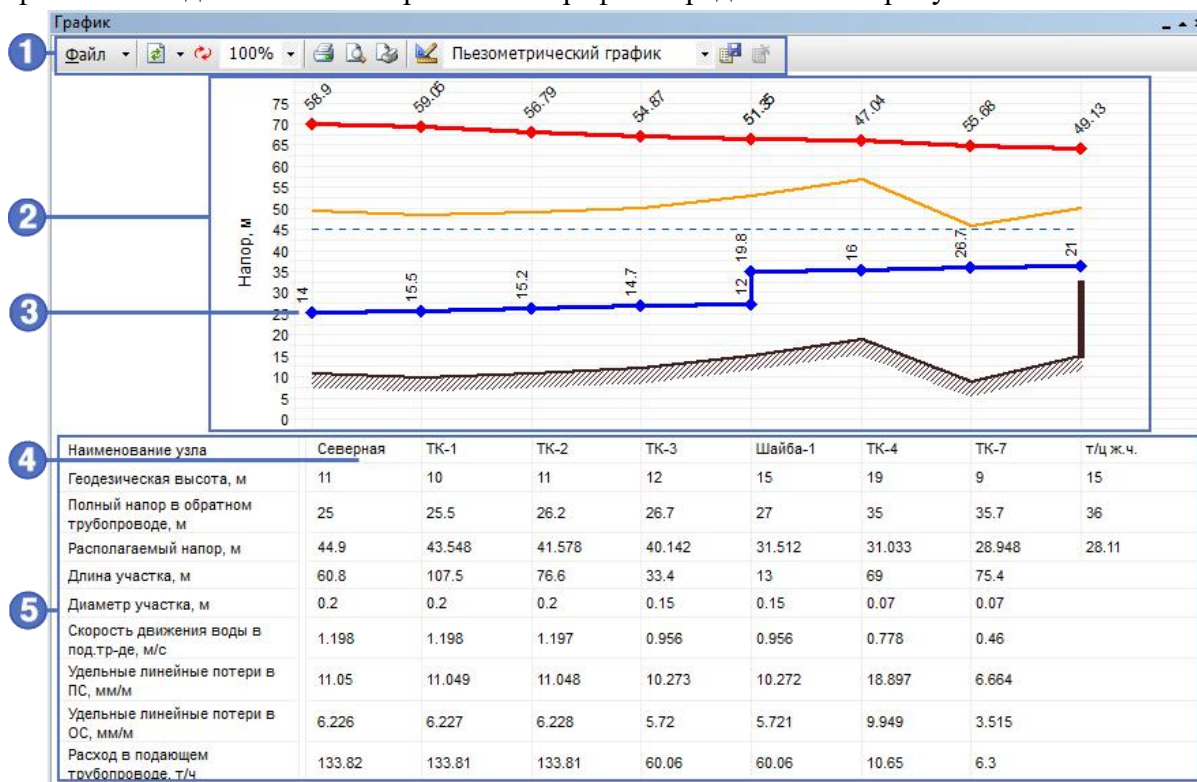 График
1
Файл 100% Пьезометрический график
2
3
Напор, м
75
70
65
60
55
50
45
40
35
30
25
20
15
10
5
0
58.9 59.05 56.79 54.87 51.35 47.04 55.68 49.13
14 15.5 15.2 14.7 12 19.8 16 26.7 21
4
5
Наименование узла Северная ТК-1 ТК-2 ТК-3 Шайба-1 ТК-4 ТК-7 т/ц ж.ч.
Геодезическая высота, м 11 10 11 12 15 19 9 15
Полный напор в обратном
трубопроводе, м 25 25.5 26.2 26.7 27 35 35.7 36
Располагаемый напор, м 44.9 43.548 41.578 40.142 31.512 31.033 28.948 28.11
Длина участка, м 60.8 107.5 76.6 33.4 13 69 75.4
Диаметр участка, м 0.2 0.2 0.2 0.15 0.15 0.07 0.07
Скорость движения воды в
под.тр-де, м/с 1.198 1.198 1.197 0.956 0.956 0.778 0.46
Удельные линейные потери в
ПС, мм/м 11.05 11.049 11.048 10.273 10.272 18.897 6.664
Удельные линейные потери в
ОС, мм/м 6.226 6.227 6.228 5.72 5.721 9.949 3.515
Расход в подающем
трубопроводе, т/ч 133.82 133.81 133.81 60.06 60.06 10.65 6.3